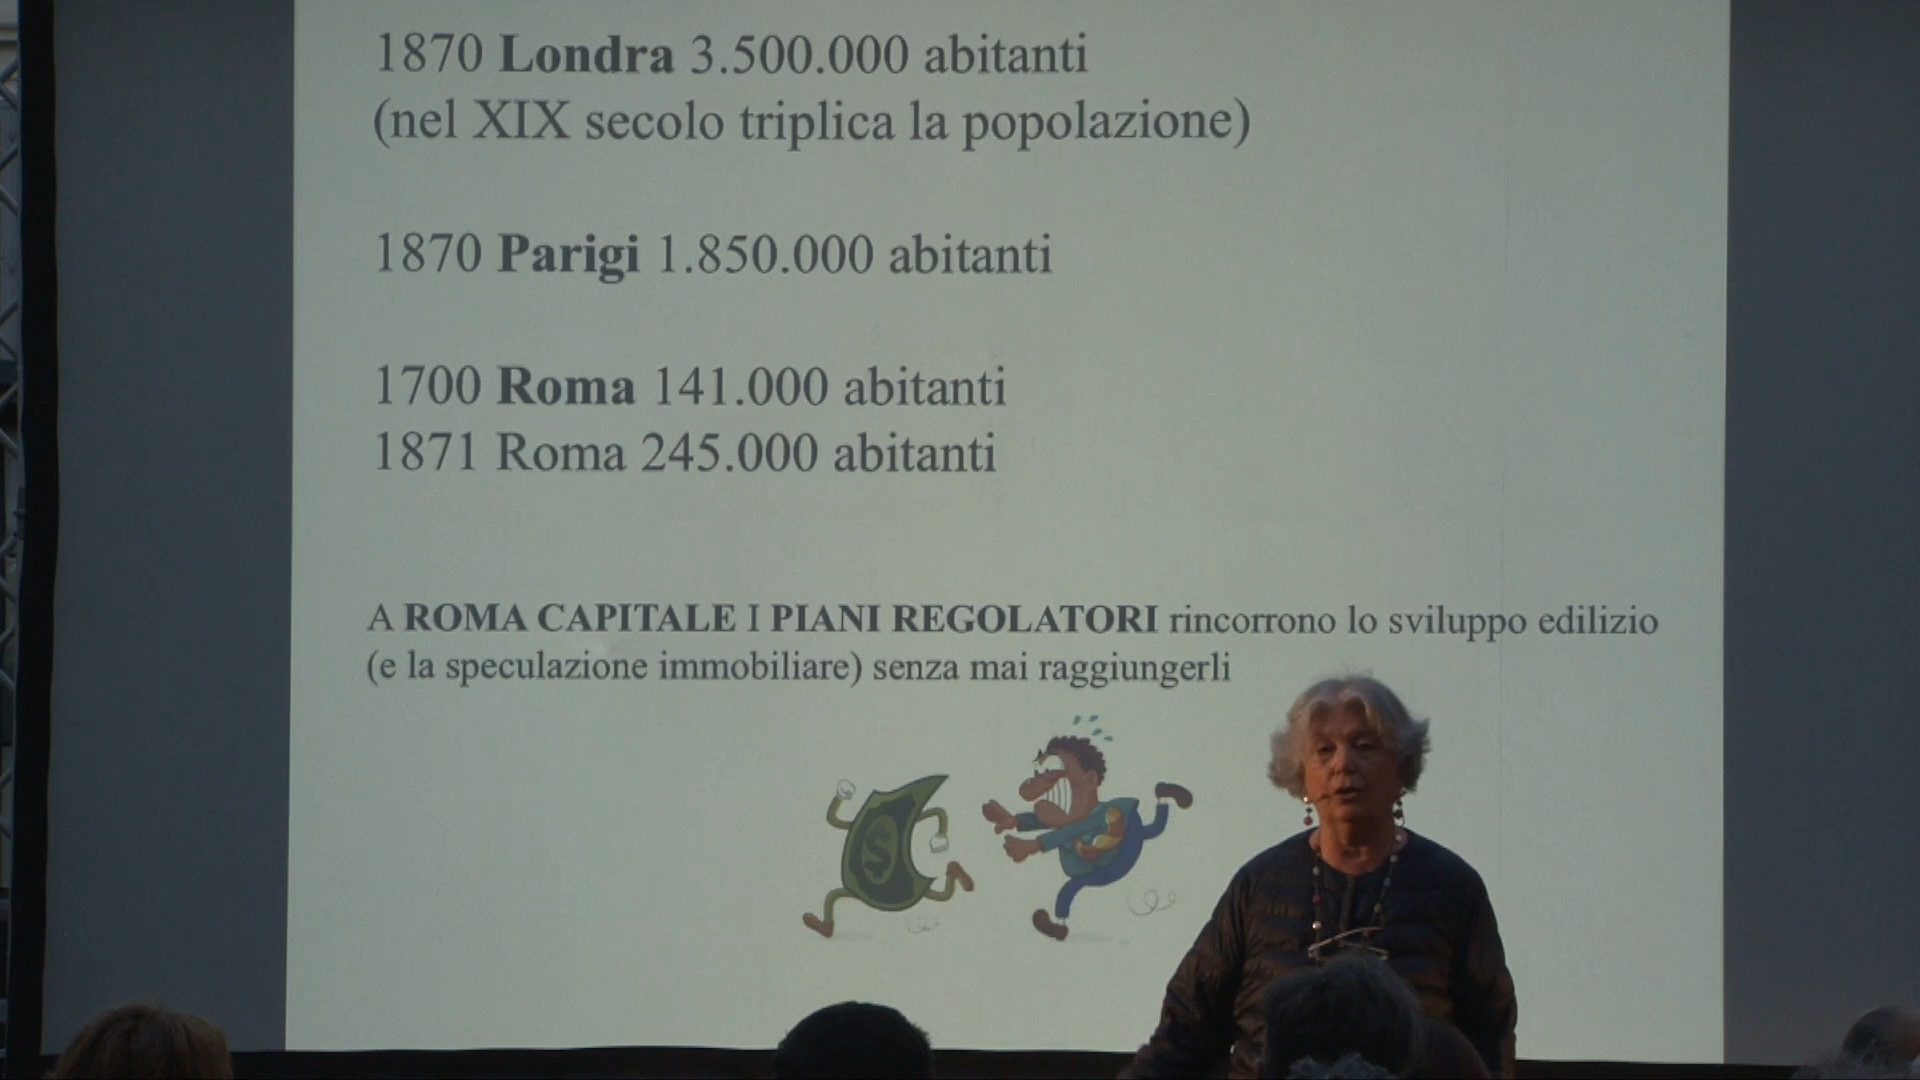 1870 Londra 3.500.000 abitanti
(nel XIX secolo triplica la popolazione)
1870 Parigi 1.850.000 abitanti
1700 Roma 141.000 abitanti
1871 Roma 245.000 abitanti
A ROMA CAPITALE I PIANI REGOLATORI rincorrono lo sviluppo edilizio
(e la speculazione immobiliare) senza mai raggiungerli
$